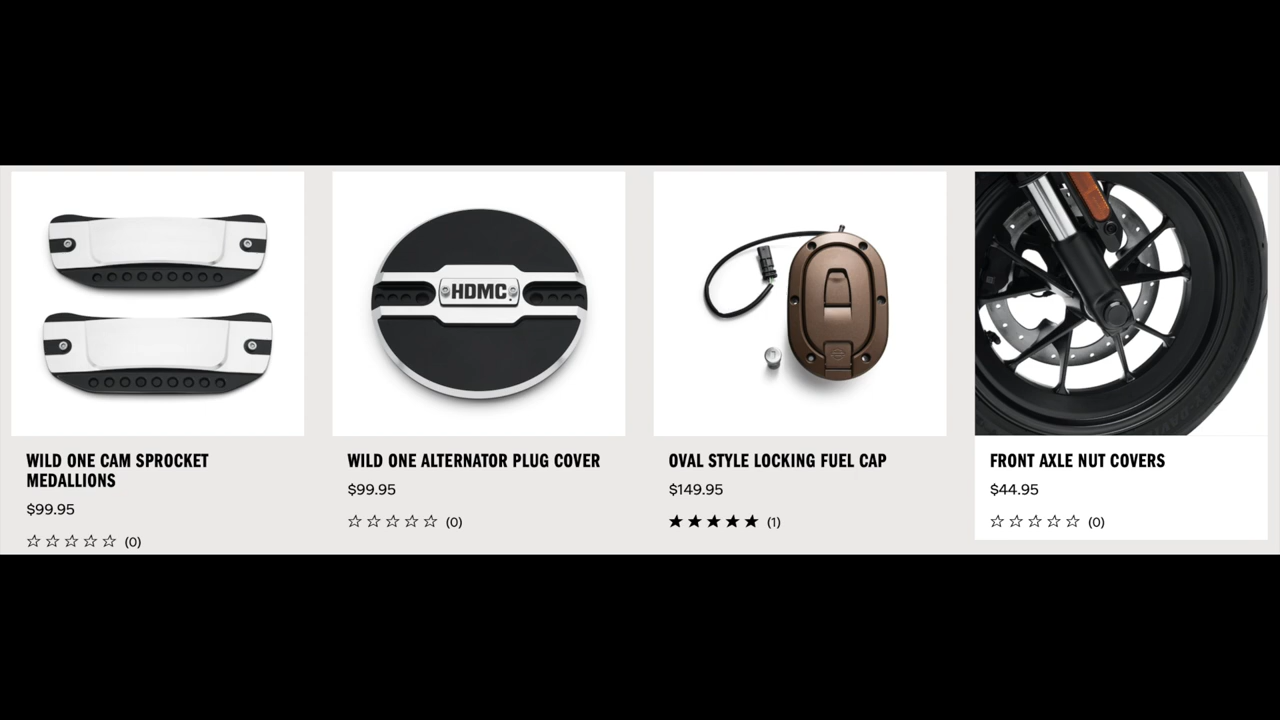 HDMC.
WILD ONE CAM SPROCKET
MEDALLIONS
$99.95
(0)
WILD ONE ALTERNATOR PLUG COVER
$99.95
(0)
OVAL STYLE LOCKING FUEL CAP
$149.95
(1)
FRONT AXLE NUT COVERS
$44.95
(0)